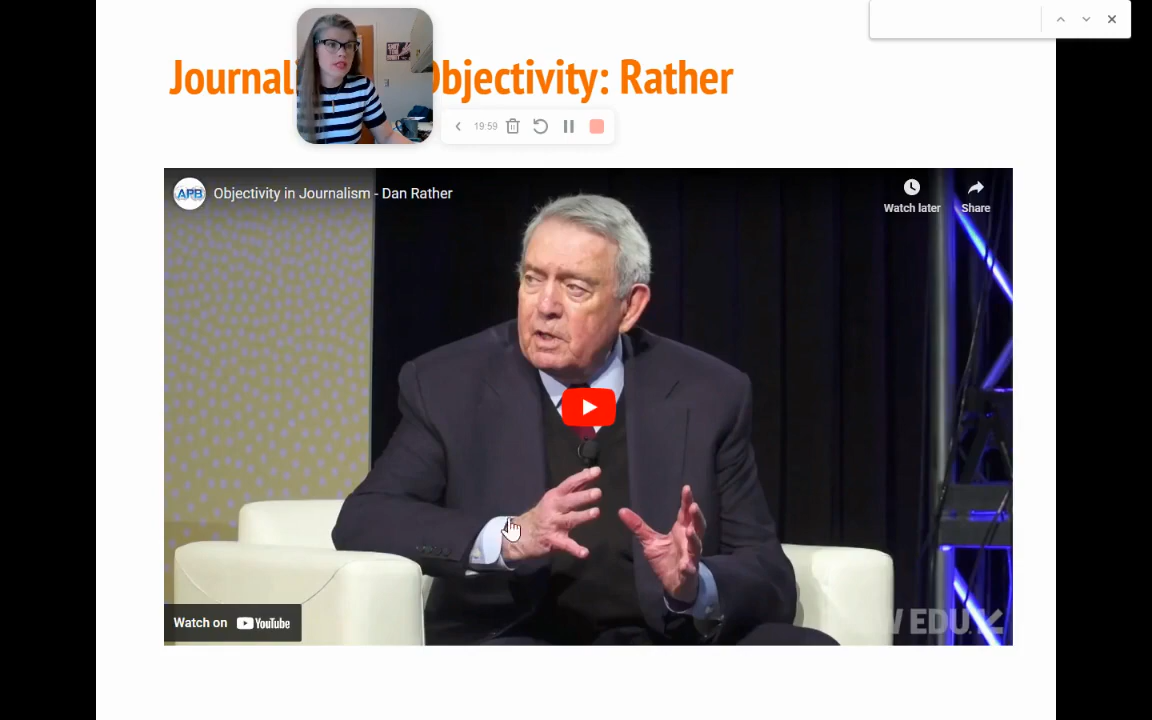 Journal
bjectivity: Rather
19:59
APB
Objectivity in Journalism - Dan Rather
Watch later
Share
EDU
Watch on YouTube